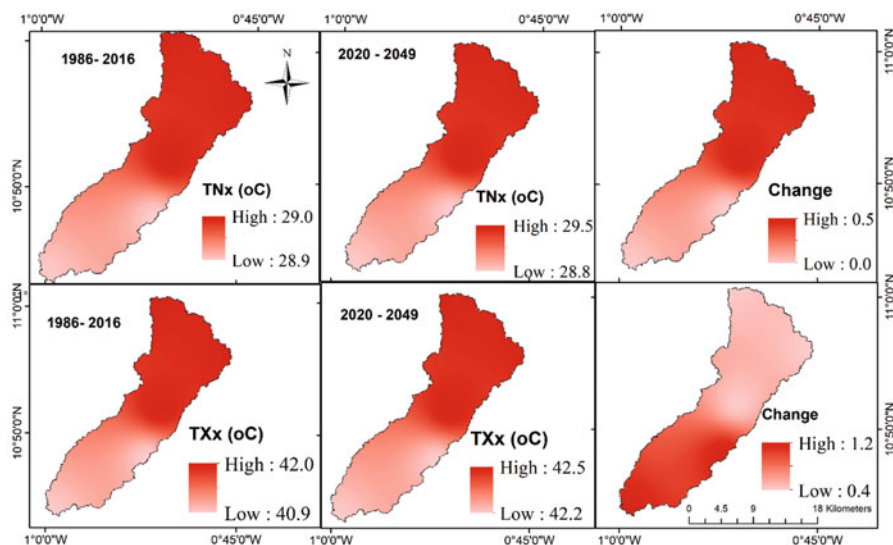 1°0'0"W 0°45'0"W 1°0'0"W 0°45'0"W 1°0'0"W 0°45'0"W
1986- 2016
N
2020 - 2049
11°0'0"N
10°50'0"N
TNx (oC)
High : 29.0
Low : 28.9
TNx (oC)
High : 29.5
Low : 28.8
Change
High : 0.5
Low : 0.0
10°50'0"N
11°0'0"N
1986- 2016
2020 - 2049
11°0'0"N
10°50'0"N
TXx (oC)
High : 42.0
Low : 40.9
TXx (oC)
High : 42.5
Low : 42.2
Change
High : 1.2
Low : 0.4
10°50'0"N
0 4.5 9 18 Kilometers
1°0'0"W 0°45'0"W 1°0'0"W 0°45'0"W 1°0'0"W 0°45'0"W